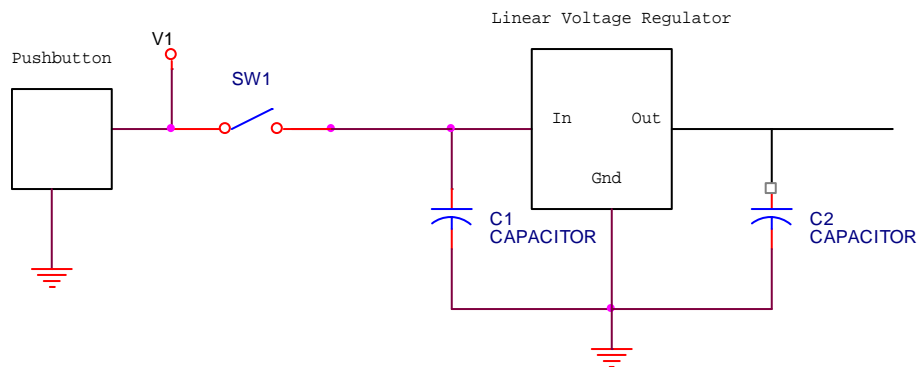 Linear Voltage Regulator
V1
Pushbutton
SW1
In
Out
Gnd
C1
CAPACITOR
C2
CAPACITOR